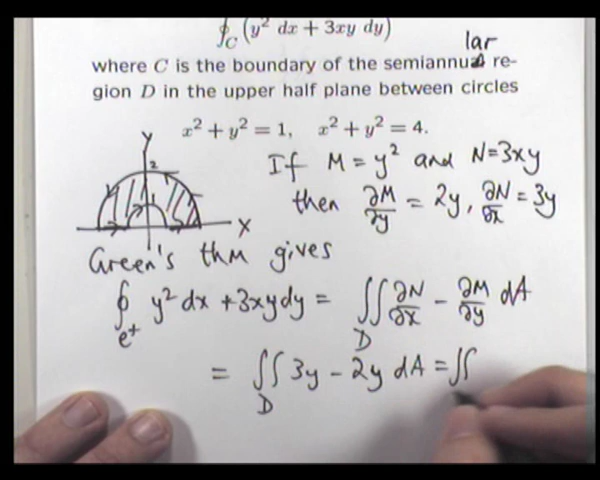 ∮_C (y² dx + 3xy dy)
lar
where C is the boundary of the semiannua re-
gion D in the upper half plane between circles
x² + y² = 1, x² + y² = 4.
y
2
x
If M = y² and N = 3xy
then ∂M/∂y = 2y, ∂N/∂x = 3y
Green's thm gives
∮_e⁺ y² dx + 3xy dy = ∬_D ∂N/∂x − ∂M/∂y dA
= ∬_D 3y − 2y dA = ∬